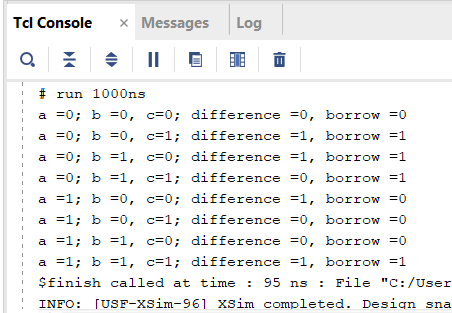 Tcl Console × Messages Log
# run 1000ns
a =0; b =0, c=0; difference =0, borrow =0
a =0; b =0, c=1; difference =1, borrow =1
a =0; b =1, c=0; difference =1, borrow =1
a =0; b =1, c=1; difference =0, borrow =1
a =1; b =0, c=0; difference =1, borrow =0
a =1; b =0, c=1; difference =0, borrow =0
a =1; b =1, c=0; difference =0, borrow =0
a =1; b =1, c=1; difference =1, borrow =1
$finish called at time : 95 ns : File "C:/User
INFO: [USF-XSim-96] XSim completed. Design sna